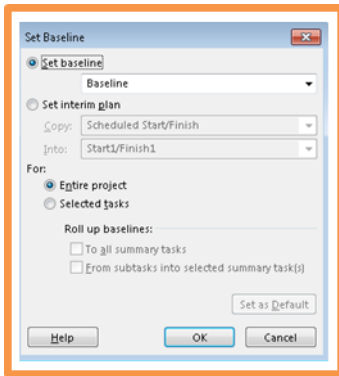 Set Baseline
Set baseline
Baseline
Set interim plan
Copy: Scheduled Start/Finish
Into: Start1/Finish1
For:
Entire project
Selected tasks
Roll up baselines:
To all summary tasks
From subtasks into selected summary task(s)
Set as Default
Help OK Cancel